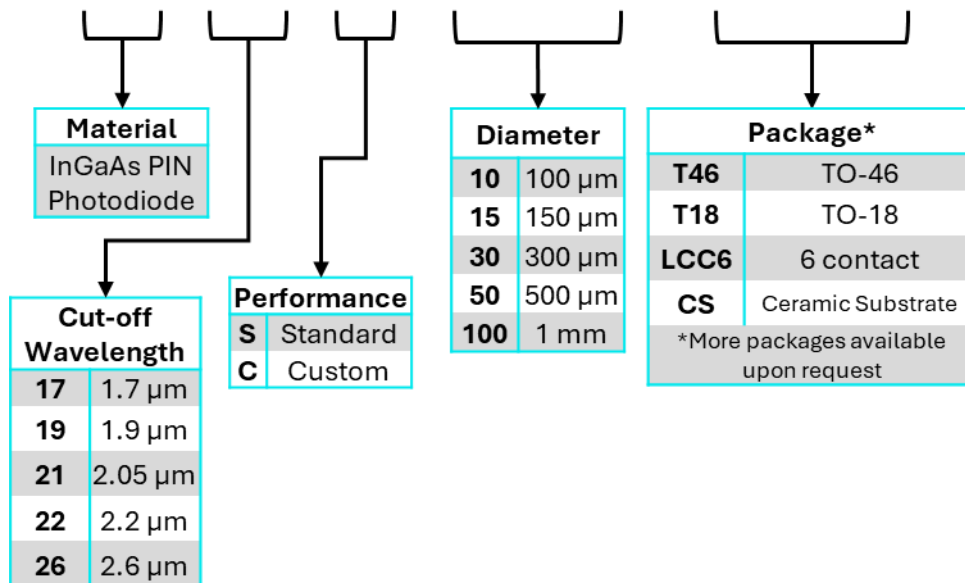 Material
InGaAs PIN
Photodiode
Cut-off
Wavelength
17 1.7 µm
19 1.9 µm
21 2.05 µm
22 2.2 µm
26 2.6 µm
Performance
S Standard
C Custom
Diameter
10 100 µm
15 150 µm
30 300 µm
50 500 µm
100 1 mm
Package*
T46 TO-46
T18 TO-18
LCC6 6 contact
CS Ceramic Substrate
*More packages available
upon request